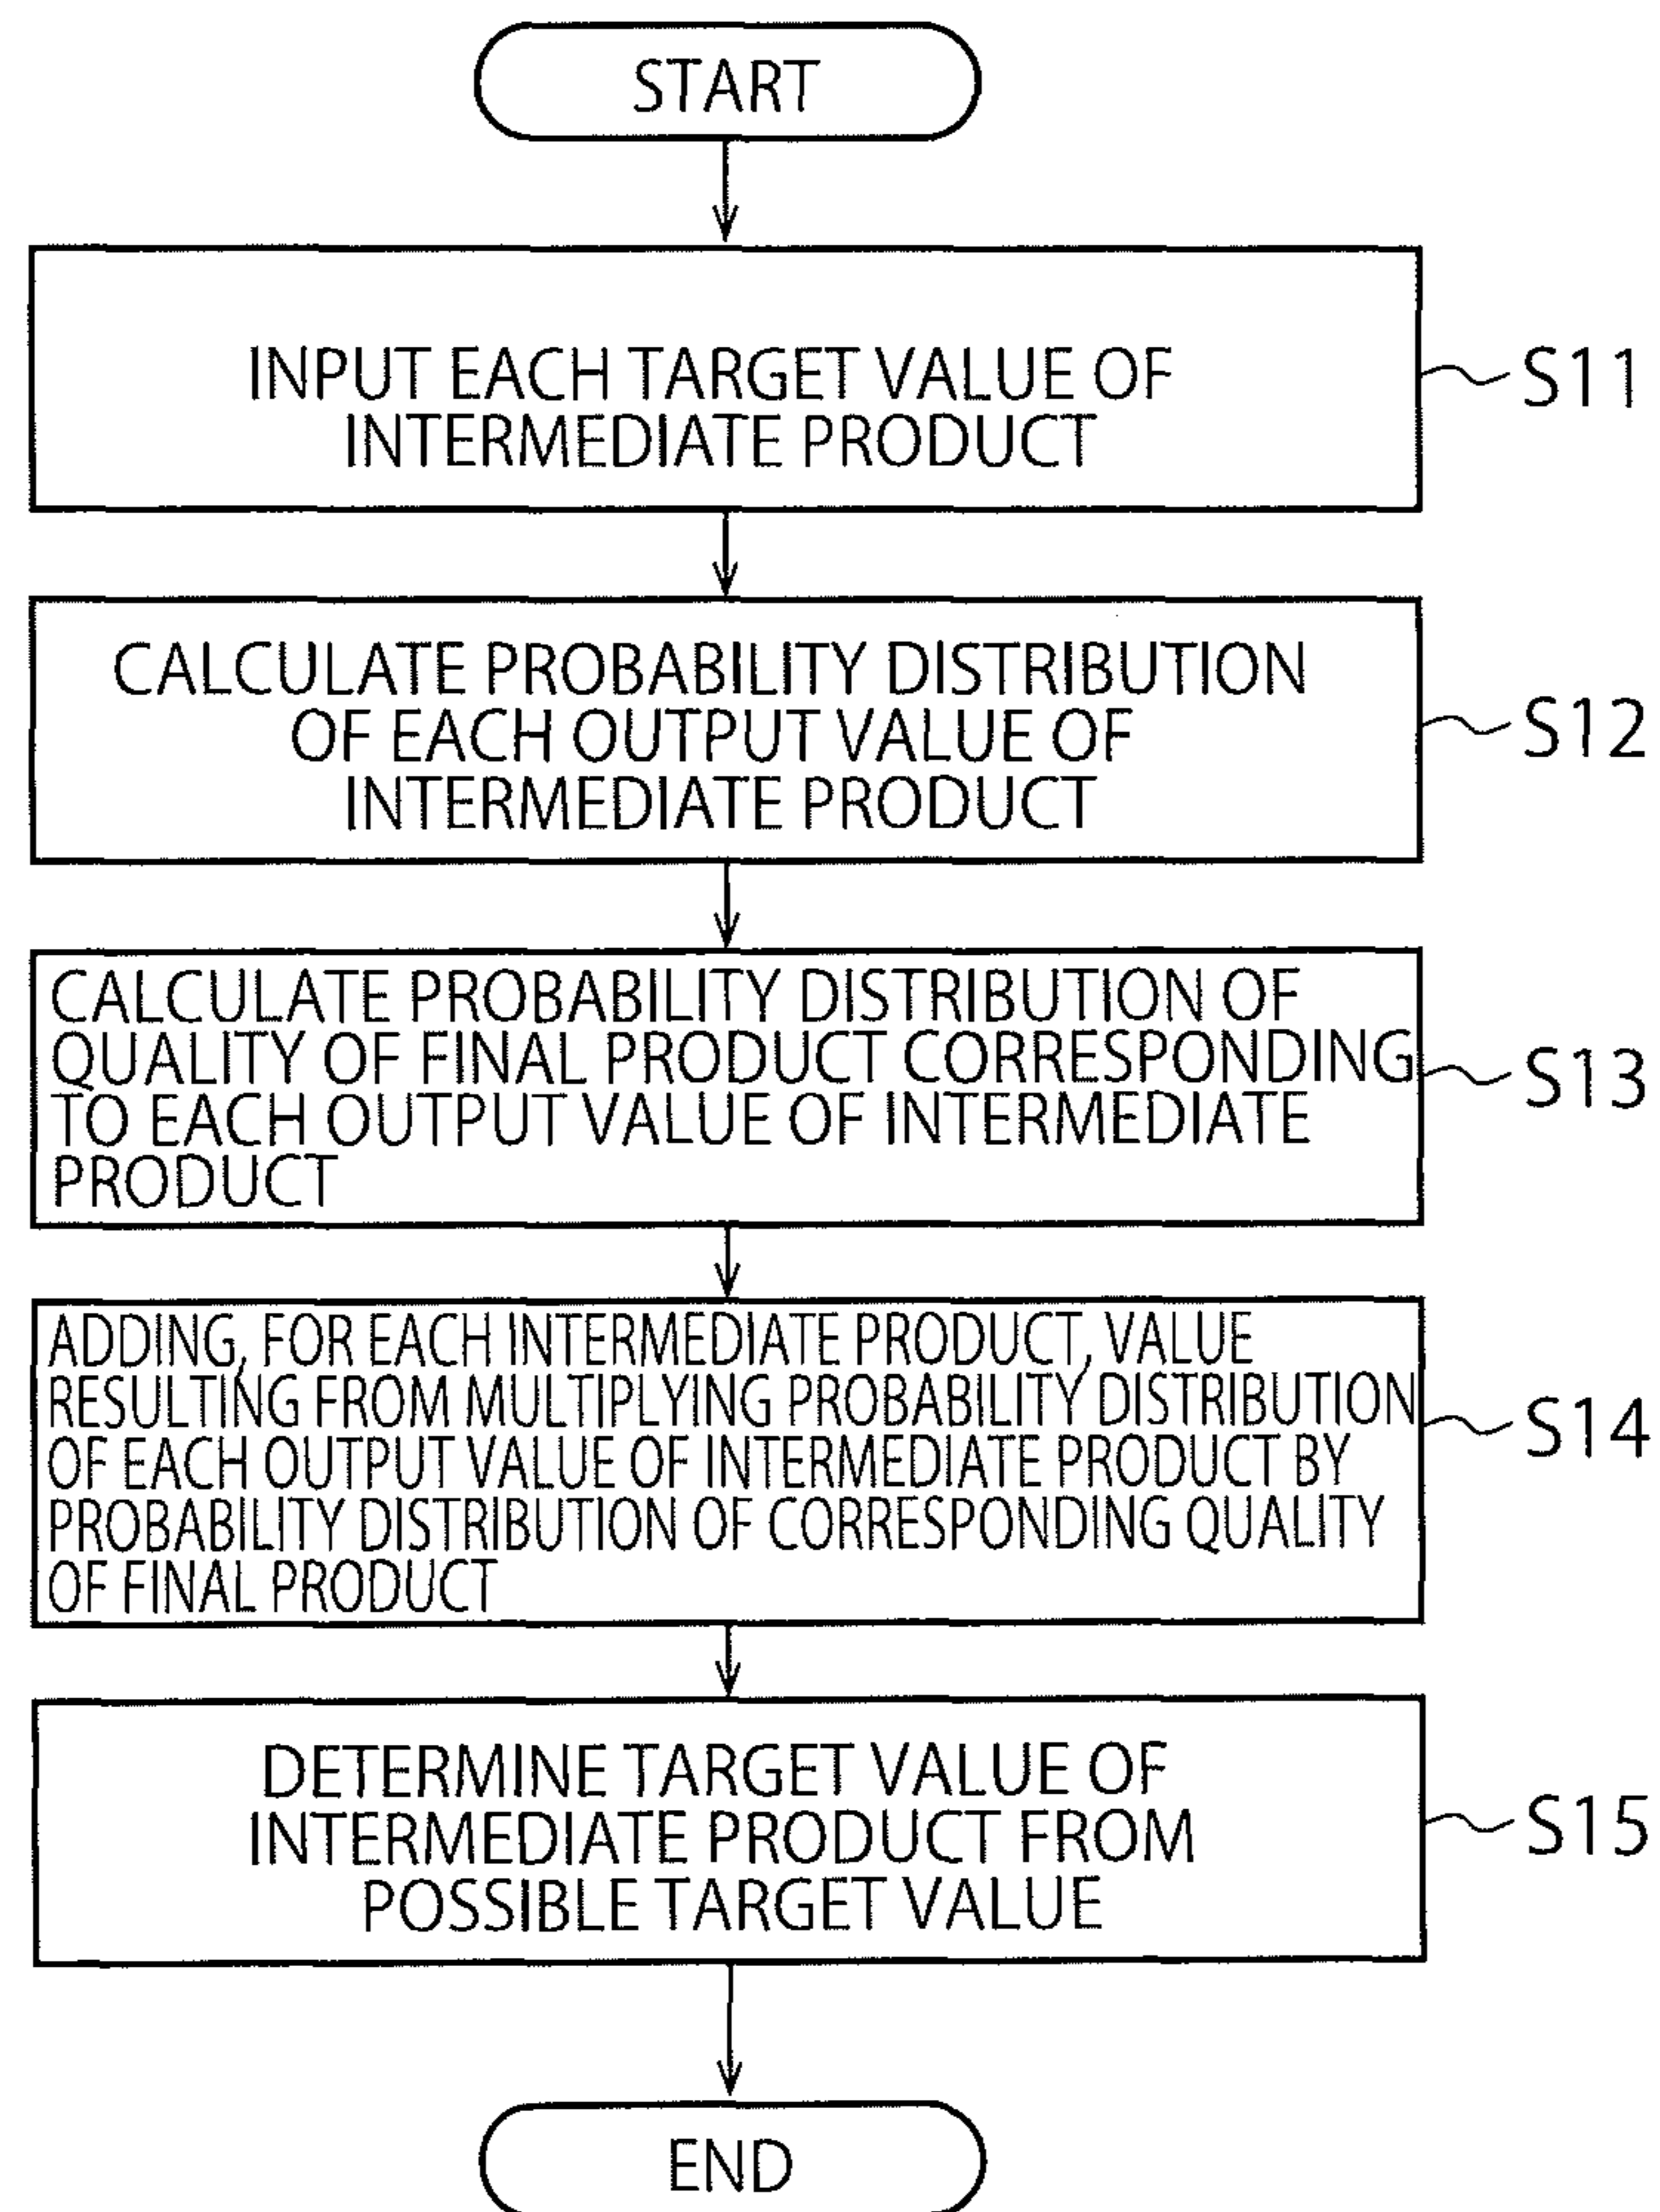 START
INPUT EACH TARGET VALUE OF
INTERMEDIATE PRODUCT
S11
CALCULATE PROBABILITY DISTRIBUTION
OF EACH OUTPUT VALUE OF
INTERMEDIATE PRODUCT
S12
CALCULATE PROBABILITY DISTRIBUTION OF
QUALITY OF FINAL PRODUCT CORRESPONDING
TO EACH OUTPUT VALUE OF INTERMEDIATE
PRODUCT
S13
ADDING, FOR EACH INTERMEDIATE PRODUCT, VALUE
RESULTING FROM MULTIPLYING PROBABILITY DISTRIBUTION
OF EACH OUTPUT VALUE OF INTERMEDIATE PRODUCT BY
PROBABILITY DISTRIBUTION OF CORRESPONDING QUALITY
OF FINAL PRODUCT
S14
DETERMINE TARGET VALUE OF
INTERMEDIATE PRODUCT FROM
POSSIBLE TARGET VALUE
S15
END